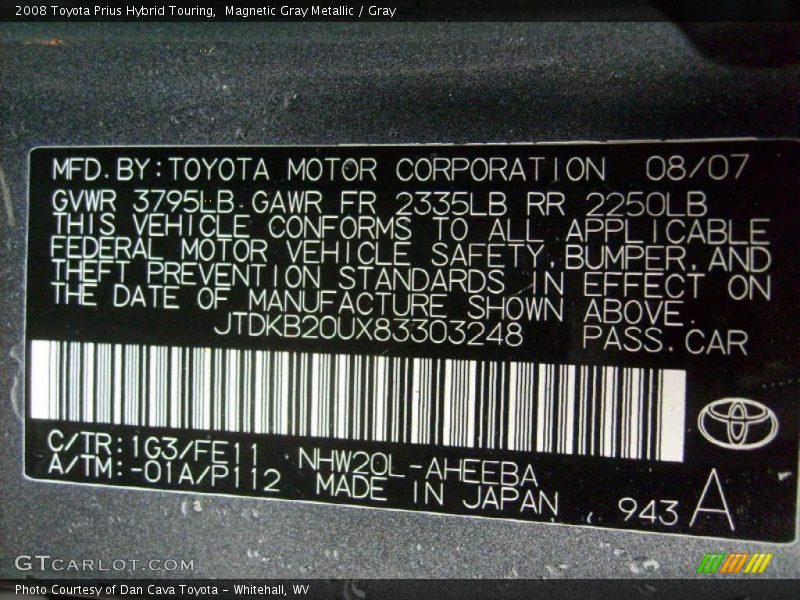 2008 Toyota Prius Hybrid Touring,  Magnetic Gray Metallic / Gray
MFD.BY:TOYOTA MOTOR CORPORATION 08/07
GVWR 3795LB GAWR FR 2335LB RR 2250LB
THIS VEHICLE CONFORMS TO ALL APPLICABLE
FEDERAL MOTOR VEHICLE SAFETY,BUMPER,AND
THEFT PREVENTION STANDARDS IN EFFECT ON
THE DATE OF MANUFACTURE SHOWN ABOVE.
JTDKB20UX83303248 PASS.CAR
C/TR:1G3/FE11 NHW20L-AHEEBA
A/TM:-01A/P112 MADE IN JAPAN 943 A
GTCARLOT.COM
Photo Courtesy of Dan Cava Toyota - Whitehall, WV